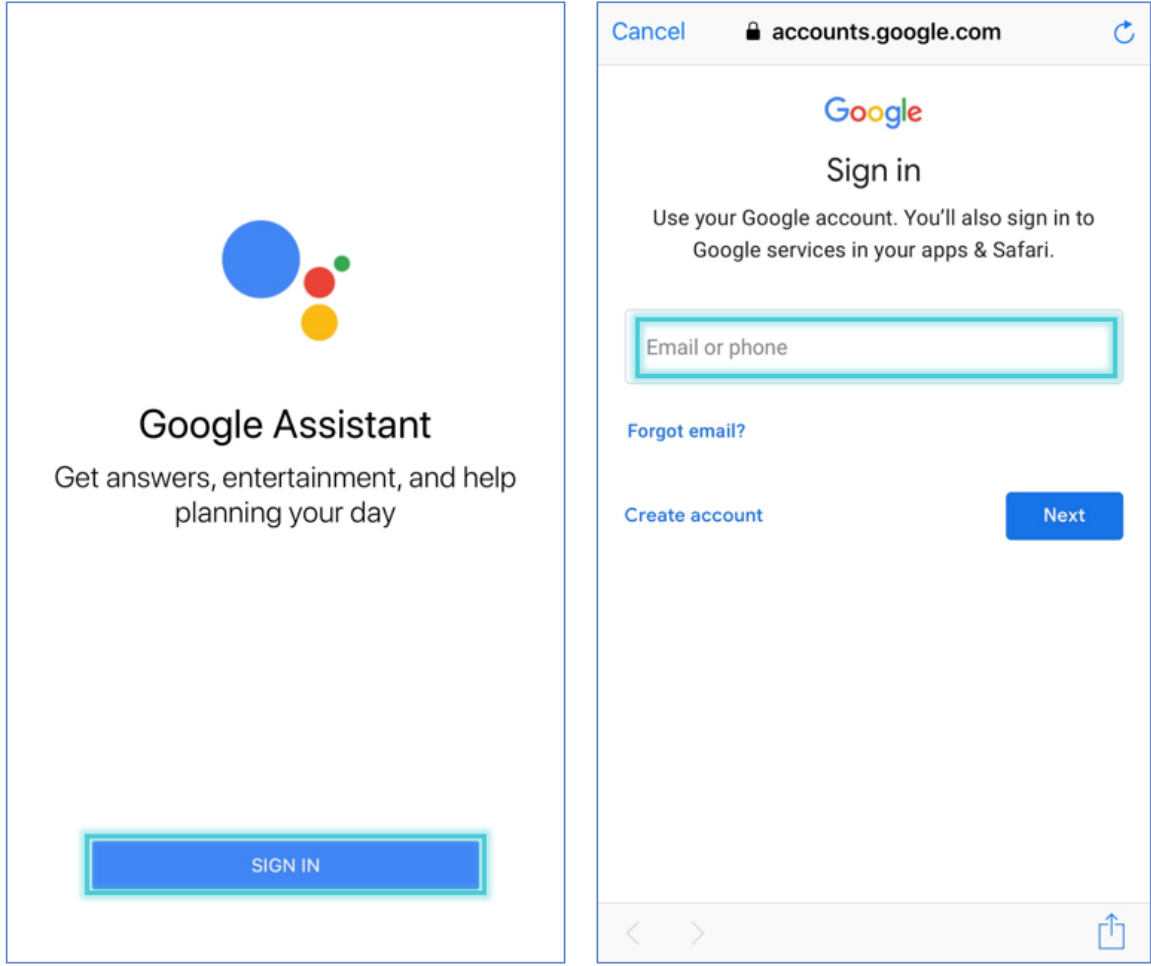 Google Assistant
Get answers, entertainment, and help
planning your day
SIGN IN
Cancel accounts.google.com
Google
Sign in
Use your Google account. You’ll also sign in to
Google services in your apps & Safari.
Email or phone
Forgot email?
Create account Next